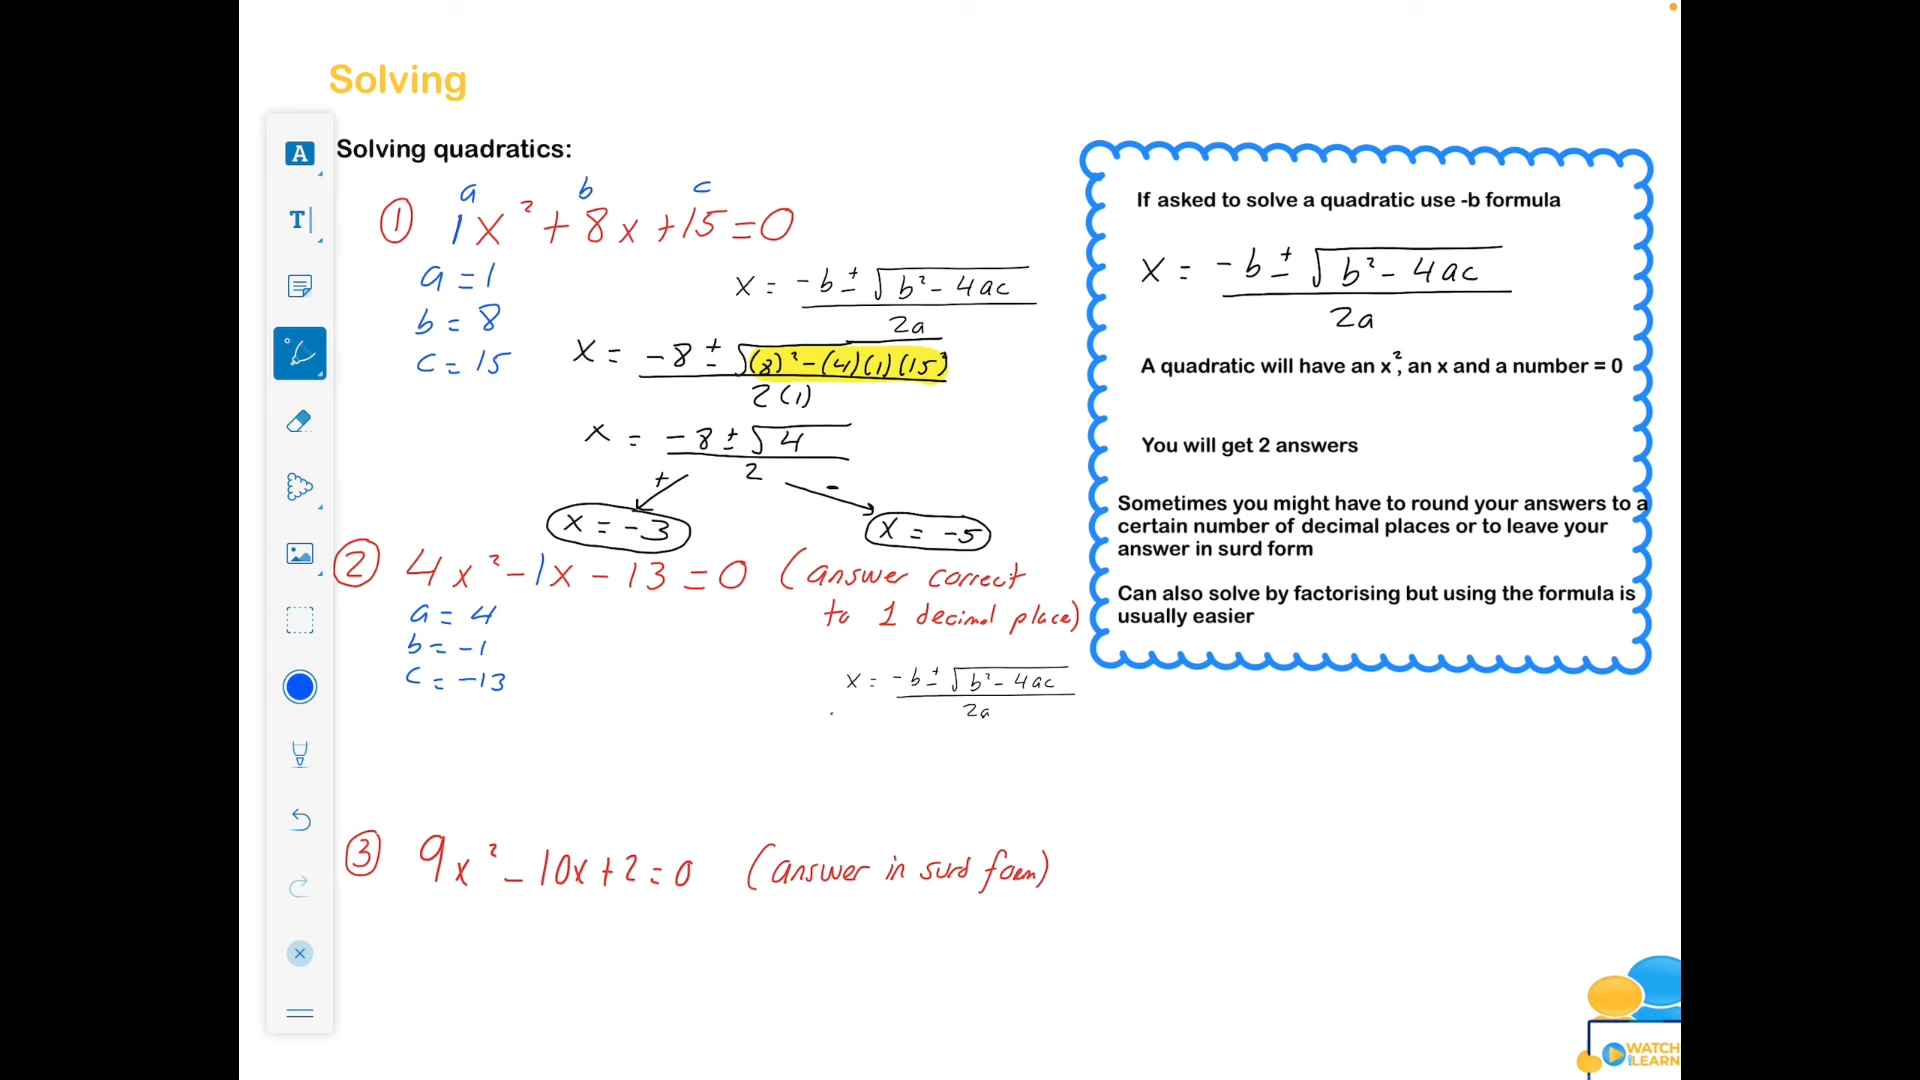 Solving
Solving quadratics:
a b c
① 1x² + 8x + 15 = 0
a = 1
b = 8
c = 15
x = -b ± √b² - 4ac
2a
x = -8 ± √(8)² - (4)(1)(15)
2(1)
x = -8 ± √4
2
+ -
x = -3 x = -5
② 4x² - 1x - 13 = 0 (answer correct
to 1 decimal place)
a = 4
b = -1
c = -13
x = -b ± √b² - 4ac
2a
③ 9x² - 10x + 2 = 0 (answer in surd form)
If asked to solve a quadratic use -b formula
x = -b ± √b² - 4ac
2a
A quadratic will have an x², an x and a number = 0
You will get 2 answers
Sometimes you might have to round your answers to a
certain number of decimal places or to leave your
answer in surd form
Can also solve by factorising but using the formula is
usually easier
A
T
WATCH
LEARN